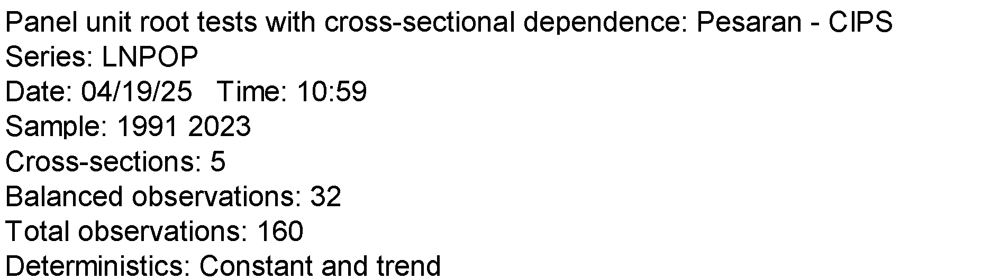 Panel unit root tests with cross-sectional dependence: Pesaran - CIPS
Series: LNPOP
Date: 04/19/25   Time: 10:59
Sample: 1991 2023
Cross-sections: 5
Balanced observations: 32
Total observations: 160
Deterministics: Constant and trend